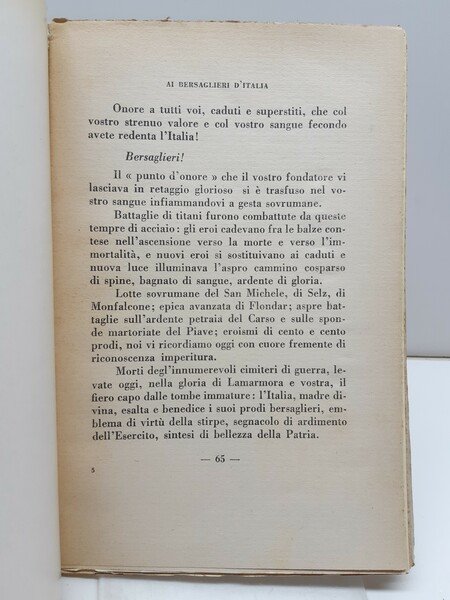 AI BERSAGLIERI D'ITALIA
Onore a tutti voi, caduti e superstiti, che col
vostro strenuo valore e col vostro sangue fecondo
avete redenta l'Italia!
Bersaglieri!
Il « punto d'onore » che il vostro fondatore vi
lasciava in retaggio glorioso si è trasfuso nel vo-
stro sangue infiammandovi a gesta sovrumane.
Battaglie di titani furono combattute da queste
tempre di acciaio: gli eroi cadevano fra le balze con-
tese nell'ascensione verso la morte e verso l'im-
mortalità, e nuovi eroi si sostituivano ai caduti e
nuova luce illuminava l'aspro cammino cosparso
di spine, bagnato di sangue, ardente di gloria.
Lotte sovrumane del San Michele, di Selz, di
Monfalcone; epica avanzata di Flondar; aspre bat-
taglie sull'ardente petraia del Carso e sulle spon-
de martoriate del Piave; eroismi di cento e cento
prodi, noi vi ricordiamo oggi con cuore fremente di
riconoscenza imperitura.
Morti degl'innumerevoli cimiteri di guerra, le-
vate oggi, nella gloria di Lamarmora e vostra, il
fiero capo dalle tombe immature: l'Italia, madre di-
vina, esalta e benedice i suoi prodi bersaglieri, em-
blema di virtù della stirpe, segnacolo di ardimento
dell'Esercito, sintesi di bellezza della Patria.
— 65 —
5